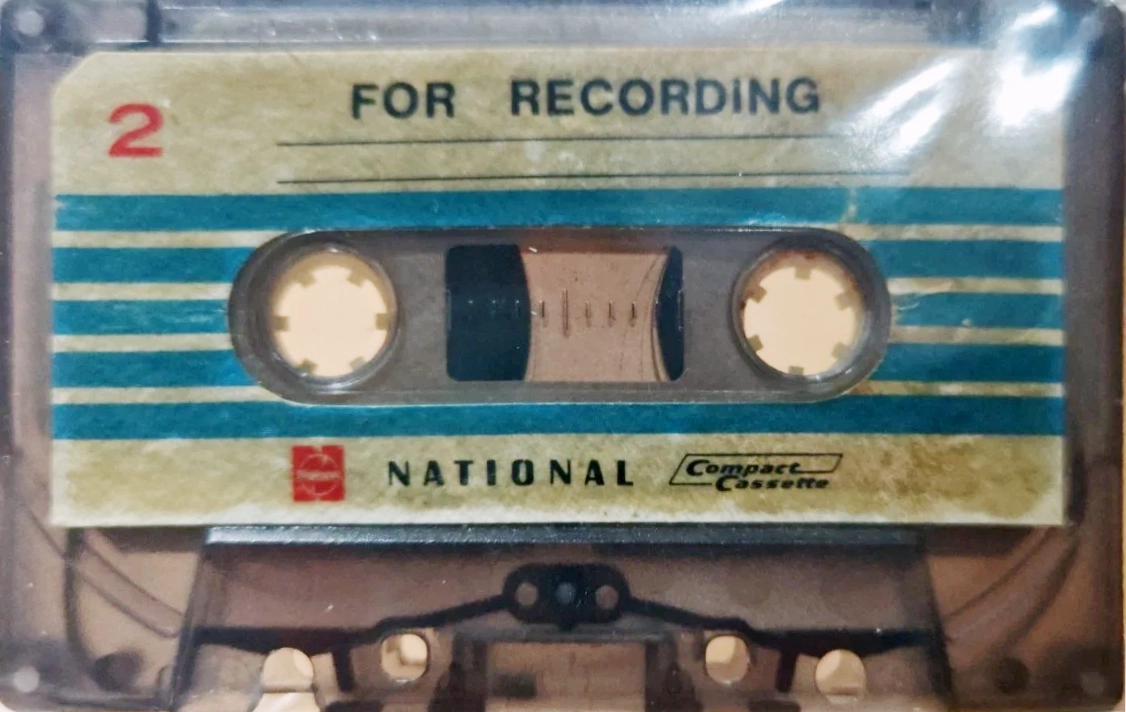 2
FOR RECORDING
NATIONAL
Compact
Cassette